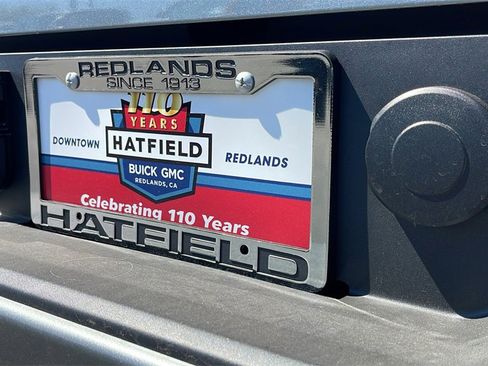 REDLANDS
SINCE 1913
110
YEARS
DOWNTOWN HATFIELD REDLANDS
BUICK GMC
REDLANDS, CA
Celebrating 110 Years
HATFIELD